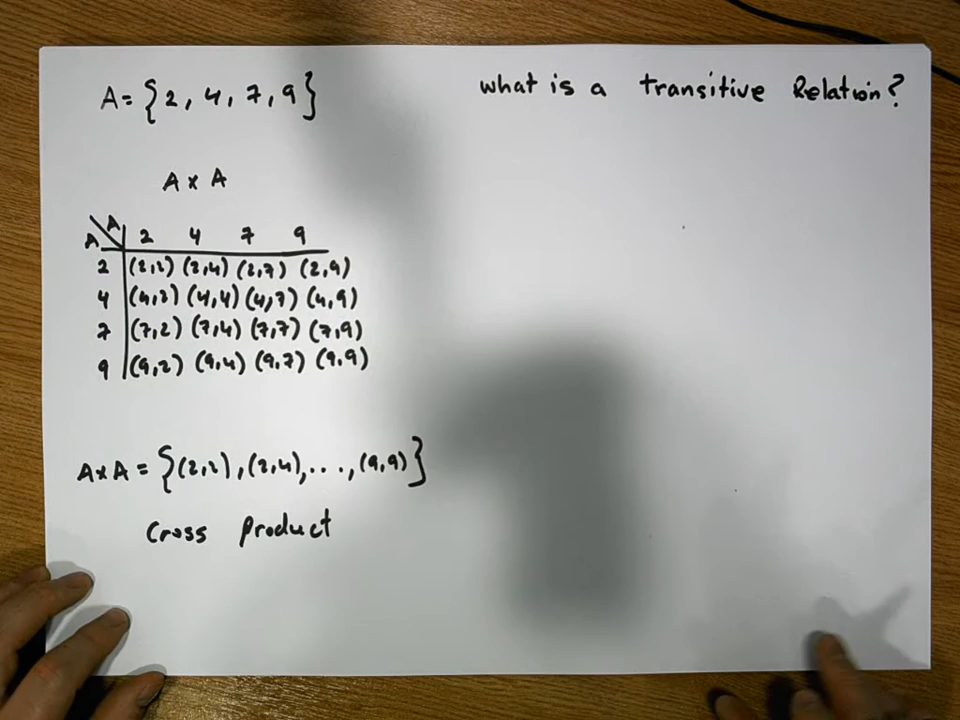 A = {2, 4, 7, 9}
what is a transitive Relation?
A x A
A A 2 4 7 9
2 (2,2) (2,4) (2,7) (2,9)
4 (4,2) (4,4) (4,7) (4,9)
7 (7,2) (7,4) (7,7) (7,9)
9 (9,2) (9,4) (9,7) (9,9)
A x A = {(2,2), (2,4), ..., (9,9)}
Cross Product